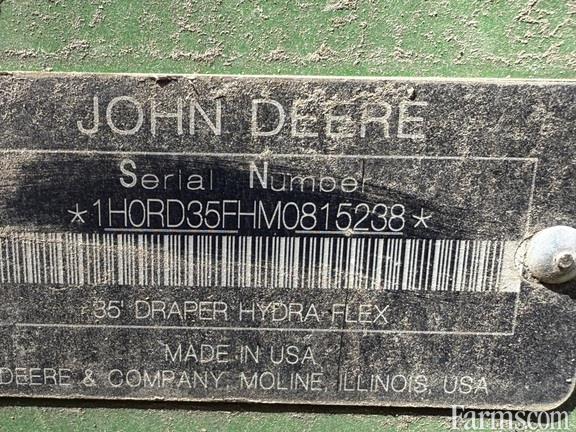 JOHN DEERE
Serial Number
*1H0RD35FHM0815238*
35' DRAPER HYDRA FLEX
MADE IN USA
DEERE & COMPANY, MOLINE, ILLINOIS, USA
Farms.com